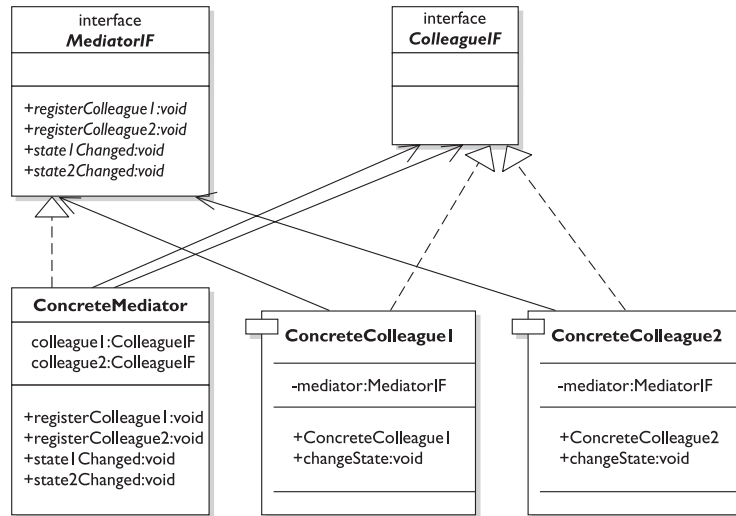 interface
MediatorIF
+registerColleague1:void
+registerColleague2:void
+state1Changed:void
+state2Changed:void
interface
ColleagueIF
ConcreteMediator
colleague1:ColleagueIF
colleague2:ColleagueIF
+registerColleague1:void
+registerColleague2:void
+state1Changed:void
+state2Changed:void
ConcreteColleague1
-mediator:MediatorIF
+ConcreteColleague1
+changeState:void
ConcreteColleague2
-mediator:MediatorIF
+ConcreteColleague2
+changeState:void